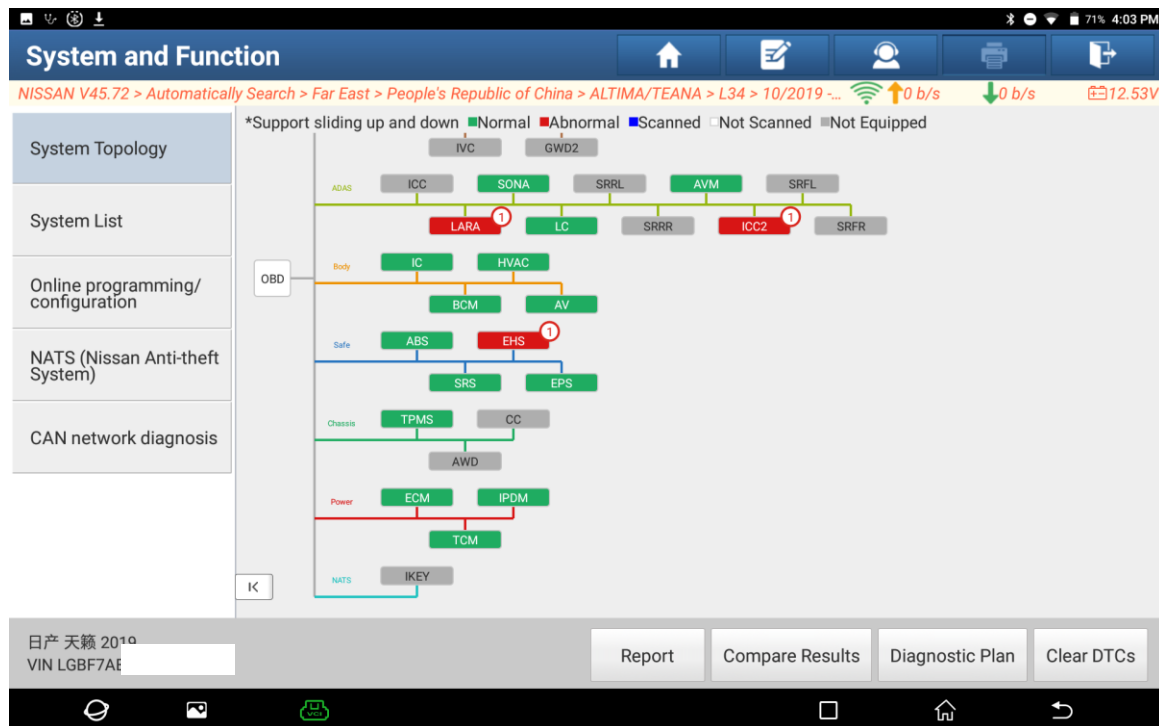 71% 4:03 PM
System and Function
NISSAN V45.72 > Automatically Search > Far East > People's Republic of China > ALTIMA/TEANA > L34 > 10/2019 -... 0 b/s 0 b/s 12.53V
System Topology
System List
Online programming/
configuration
NATS (Nissan Anti-theft
System)
CAN network diagnosis
*Support sliding up and down Normal Abnormal Scanned Not Scanned Not Equipped
IVC GWD2
ADAS ICC SONA SRRL AVM SRFL
LARA 1 LC SRRR ICC2 1 SRFR
OBD
Body IC HVAC
BCM AV
Safe ABS EHS 1
SRS EPS
Chassis TPMS CC
AWD
Power ECM IPDM
TCM
NATS IKEY
日产 天籁 2019
VIN LGBF7AE
Report Compare Results Diagnostic Plan Clear DTCs
VCI